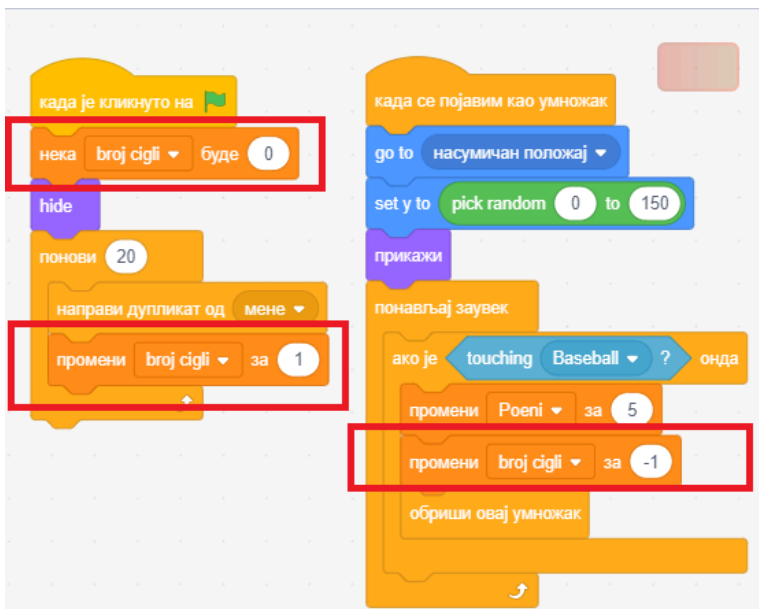 када је кликнуто на
нека broj cigli буде 0
hide
понови 20
направи дупликат од мене
промени broj cigli за 1
када се појавим као умножак
go to насумичан положај
set y to pick random 0 to 150
прикажи
понављај заувек
ако је touching Baseball ? онда
промени Poeni за 5
промени broj cigli за -1
обриши овај умножак